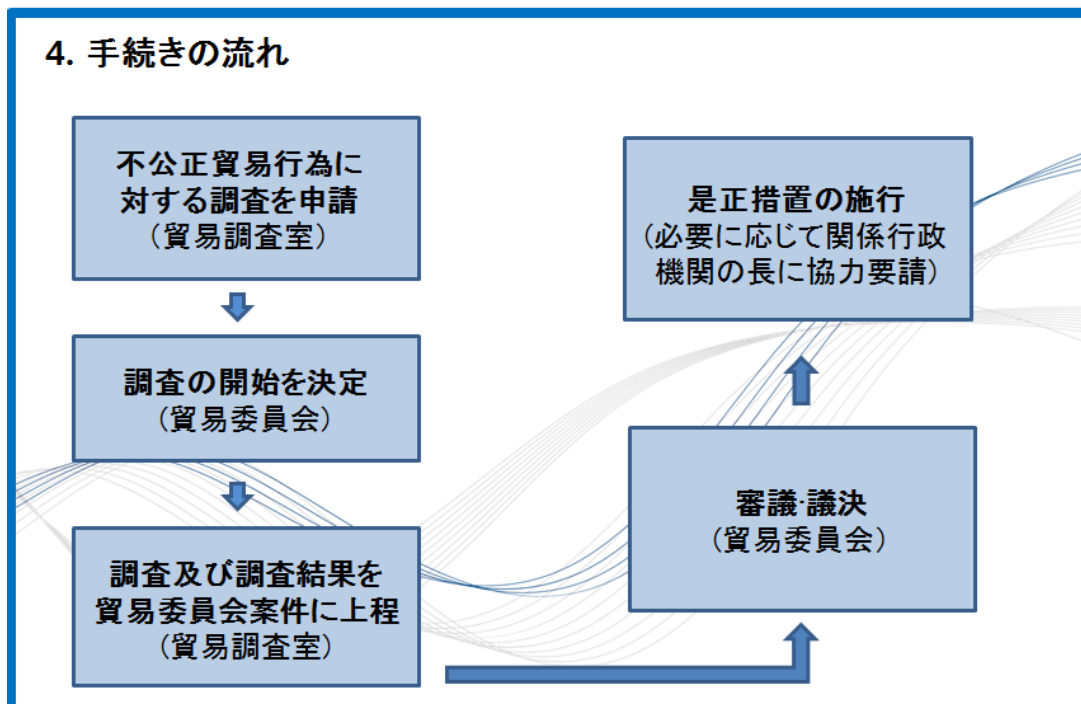 4. 手続きの流れ
不公正貿易行為に
対する調査を申請
（貿易調査室）
調査の開始を決定
（貿易委員会）
調査及び調査結果を
貿易委員会案件に上程
（貿易調査室）
審議·議決
（貿易委員会）
是正措置の施行
（必要に応じて関係行政
機関の長に協力要請）